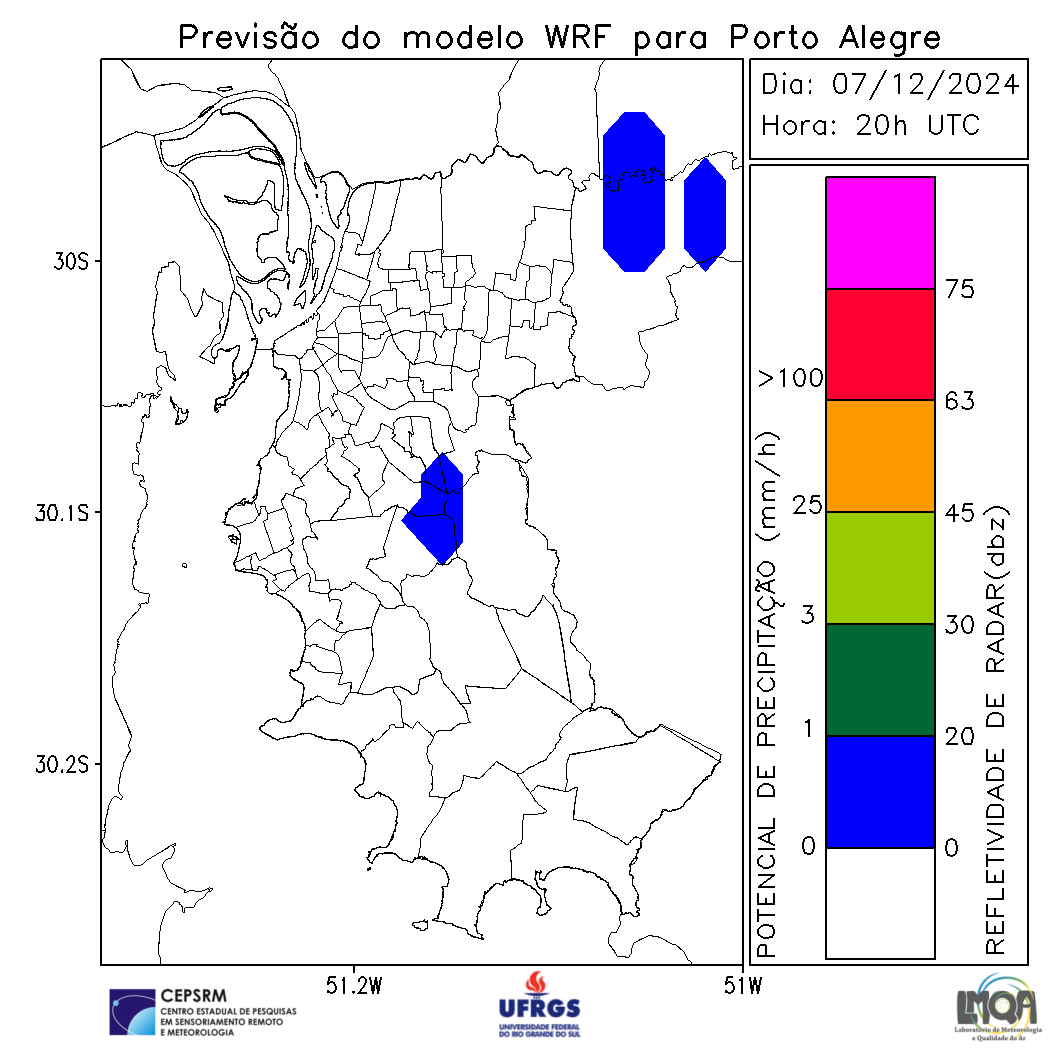 Previsão do modelo WRF para Porto Alegre
Dia: 07/12/2024
Hora: 20h UTC
30S
30.1S
30.2S
51.2W
51W
POTENCIAL DE PRECIPITAÇÃO (mm/h)
>100
25
3
1
0
75
63
45
30
20
0
REFLETIVIDADE DE RADAR(dbz)
CEPSRM
CENTRO ESTADUAL DE PESQUISAS
EM SENSORIAMENTO REMOTO
E METEOROLOGIA
UFRGS
UNIVERSIDADE FEDERAL
DO RIO GRANDE DO SUL
LMQA
Laboratório de Meteorologia
e Qualidade do Ar